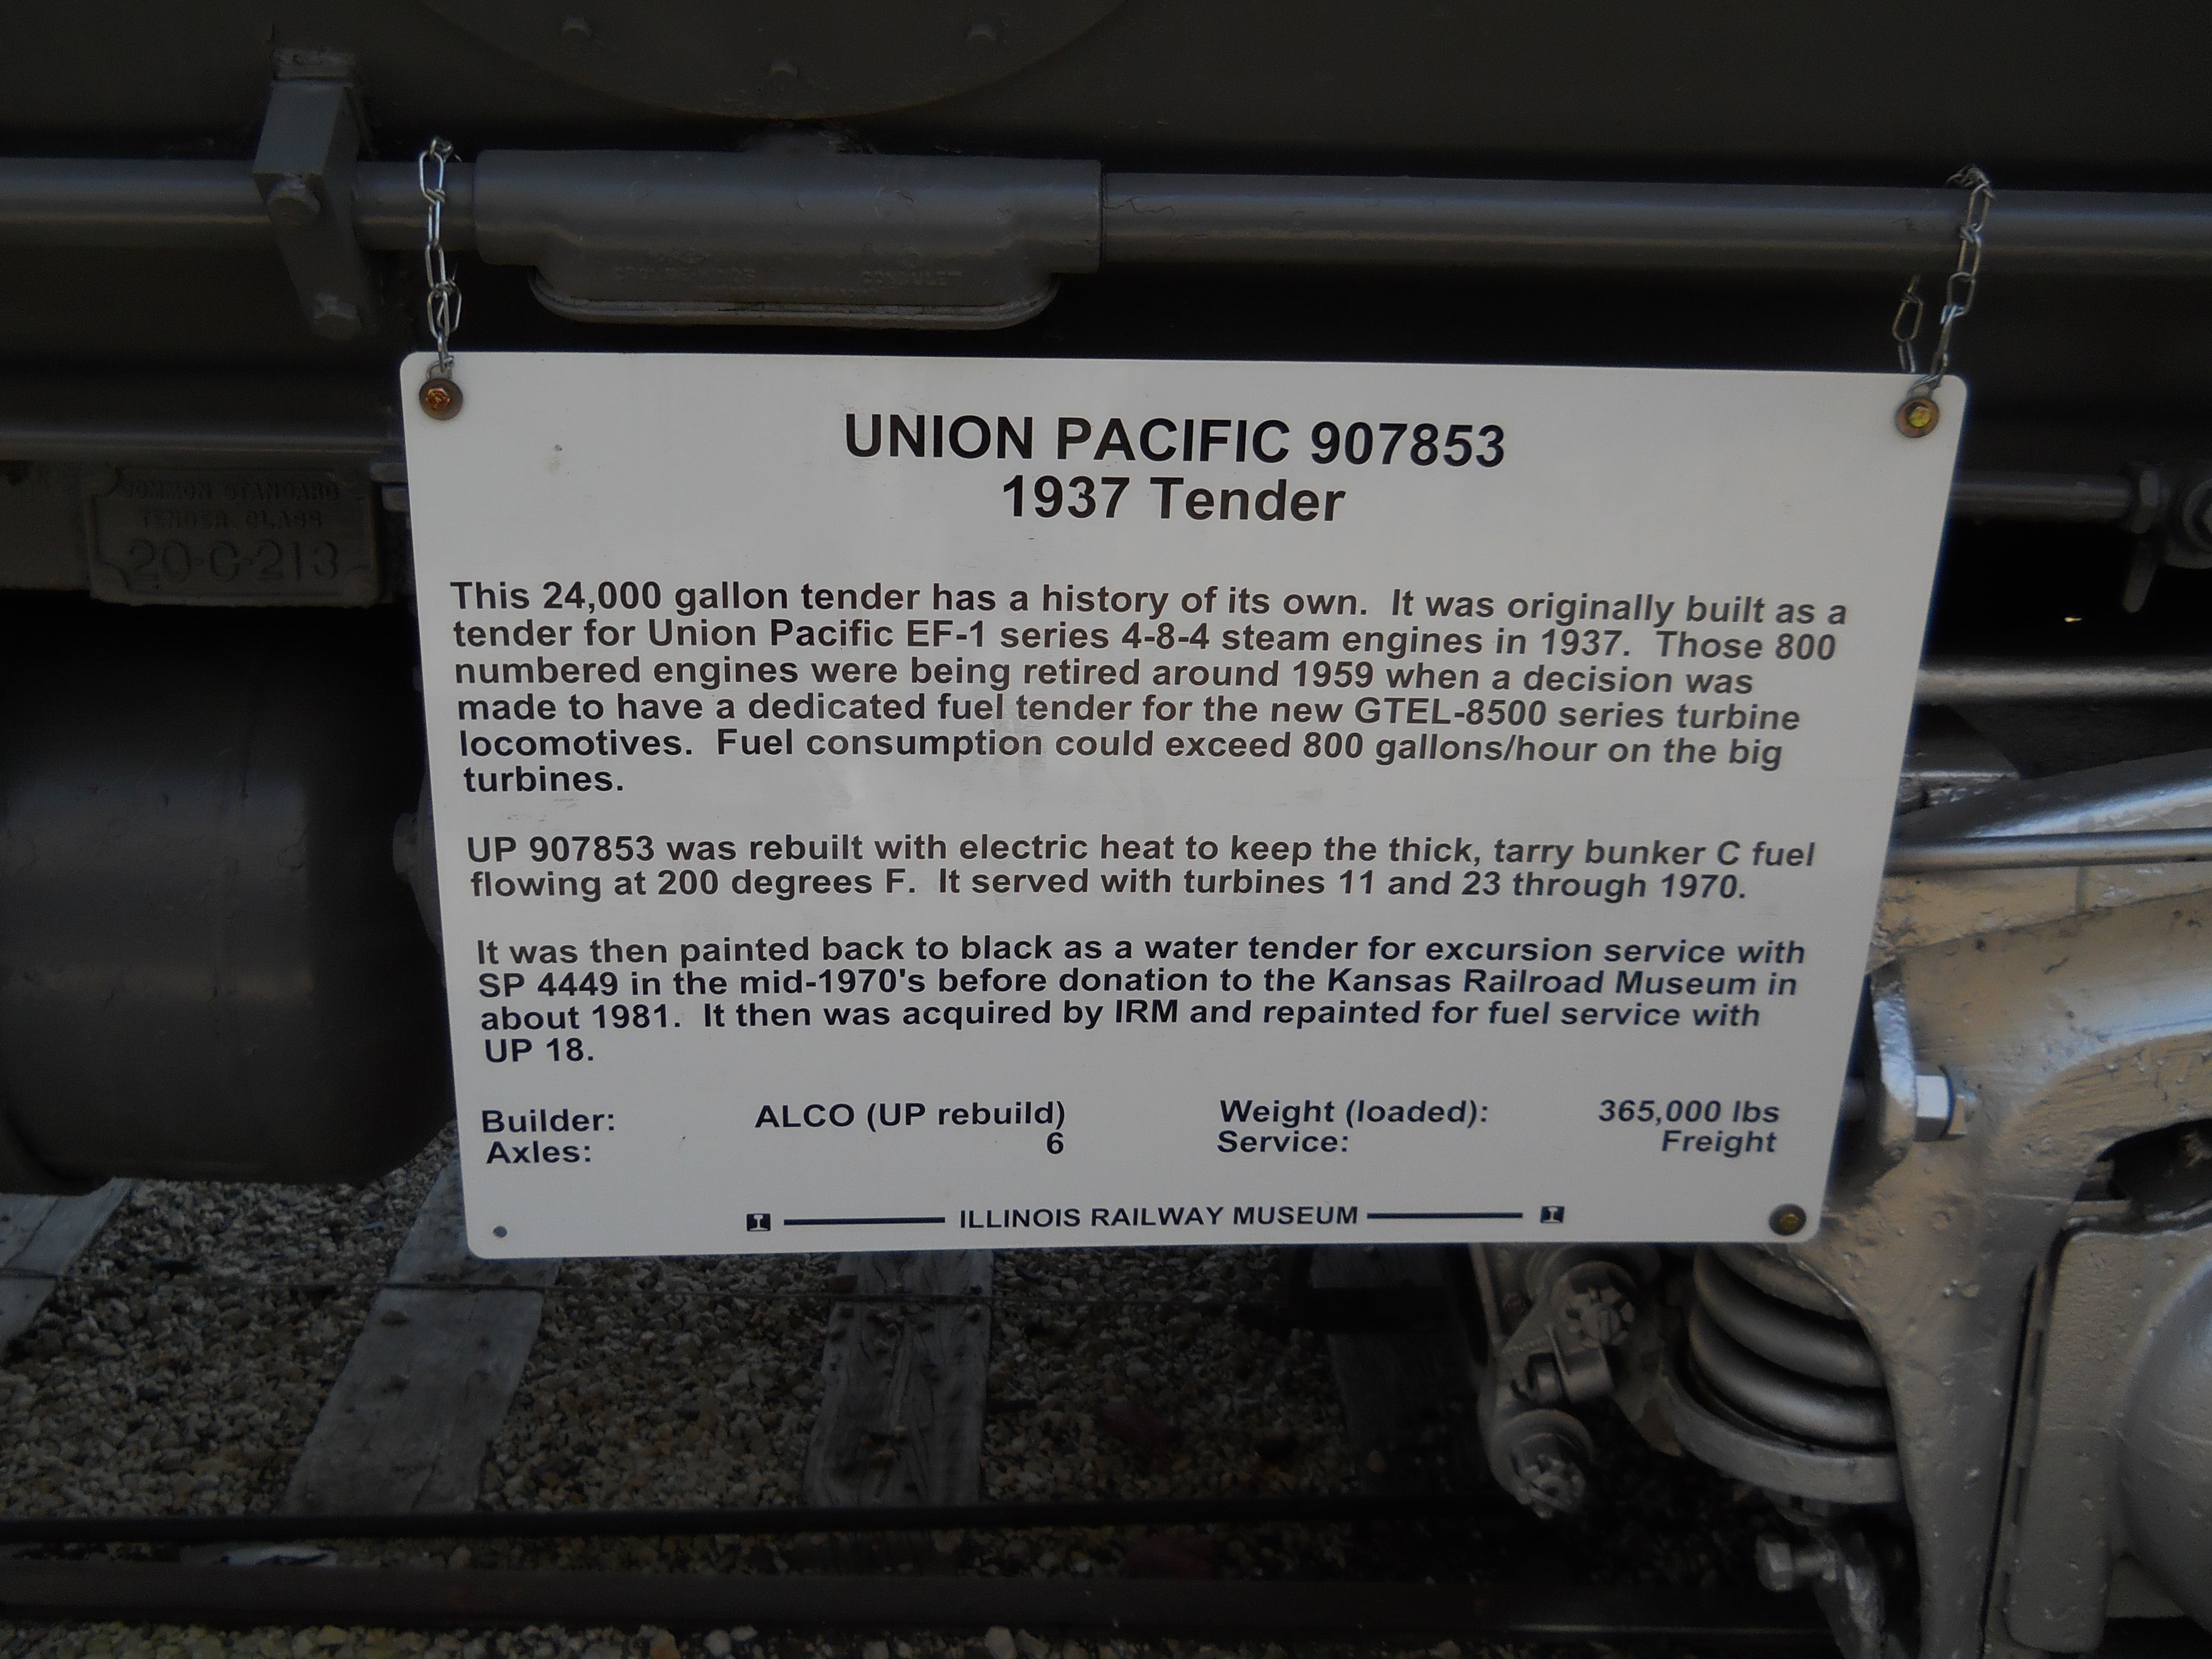 UNION PACIFIC 907853
1937 Tender
This 24,000 gallon tender has a history of its own. It was originally built as a
tender for Union Pacific EF-1 series 4-8-4 steam engines in 1937. Those 800
numbered engines were being retired around 1959 when a decision was
made to have a dedicated fuel tender for the new GTEL-8500 series turbine
locomotives. Fuel consumption could exceed 800 gallons/hour on the big
turbines.
UP 907853 was rebuilt with electric heat to keep the thick, tarry bunker C fuel
flowing at 200 degrees F. It served with turbines 11 and 23 through 1970.
It was then painted back to black as a water tender for excursion service with
SP 4449 in the mid-1970's before donation to the Kansas Railroad Museum in
about 1981. It then was acquired by IRM and repainted for fuel service with
UP 18.
Builder: ALCO (UP rebuild) Weight (loaded): 365,000 lbs
Axles: 6 Service: Freight
ILLINOIS RAILWAY MUSEUM
COMMON STANDARD
TENDER CLASS
20-C-213